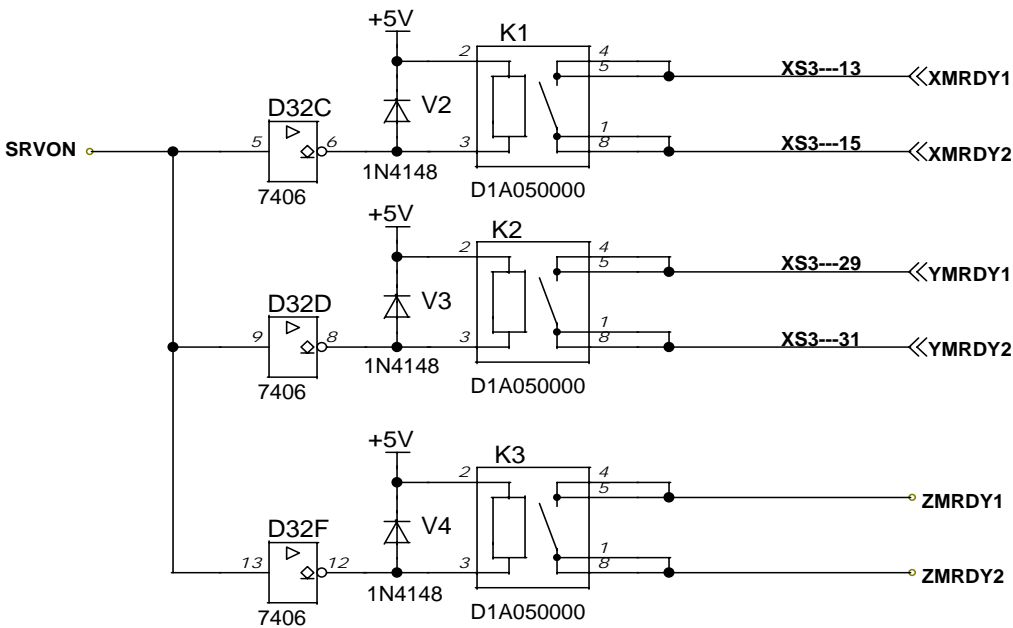 +5V
K1
2
4
5
XS3---13
XMRDY1
D32C
V2
SRVON
5
6
3
1
8
XS3---15
XMRDY2
1N4148
7406
D1A050000
+5V
K2
2
4
5
XS3---29
YMRDY1
D32D
V3
9
8
3
1
8
XS3---31
YMRDY2
1N4148
7406
D1A050000
+5V
K3
2
4
5
ZMRDY1
D32F
V4
13
12
3
1
8
ZMRDY2
1N4148
7406
D1A050000